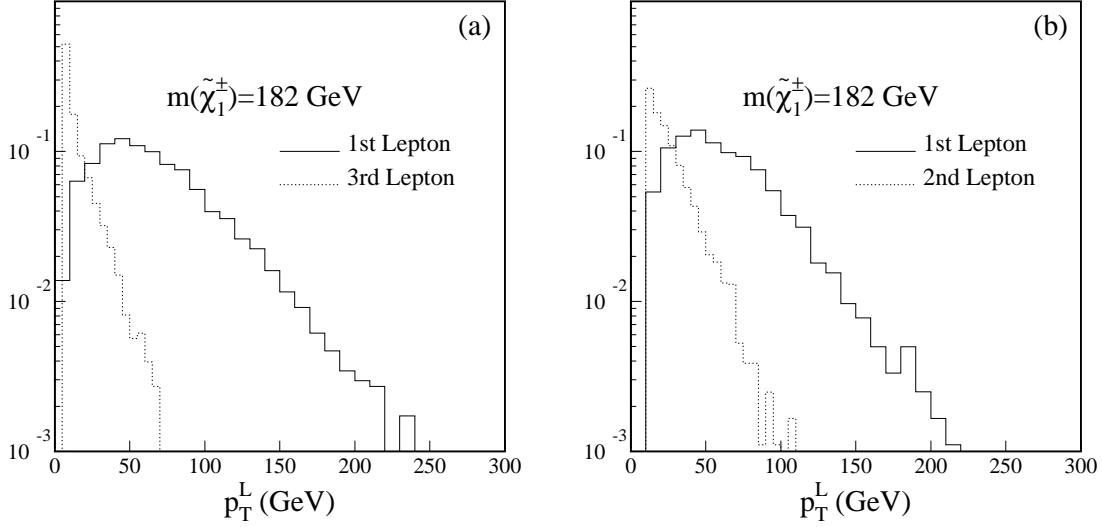 (a)
m(χ̃₁±)=182 GeV
1st Lepton
3rd Lepton
10⁻¹
10⁻²
10⁻³
0 50 100 150 200 250 300
p_T^L (GeV)
(b)
m(χ̃₁±)=182 GeV
1st Lepton
2nd Lepton
10⁻¹
10⁻²
10⁻³
0 50 100 150 200 250 300
p_T^L (GeV)